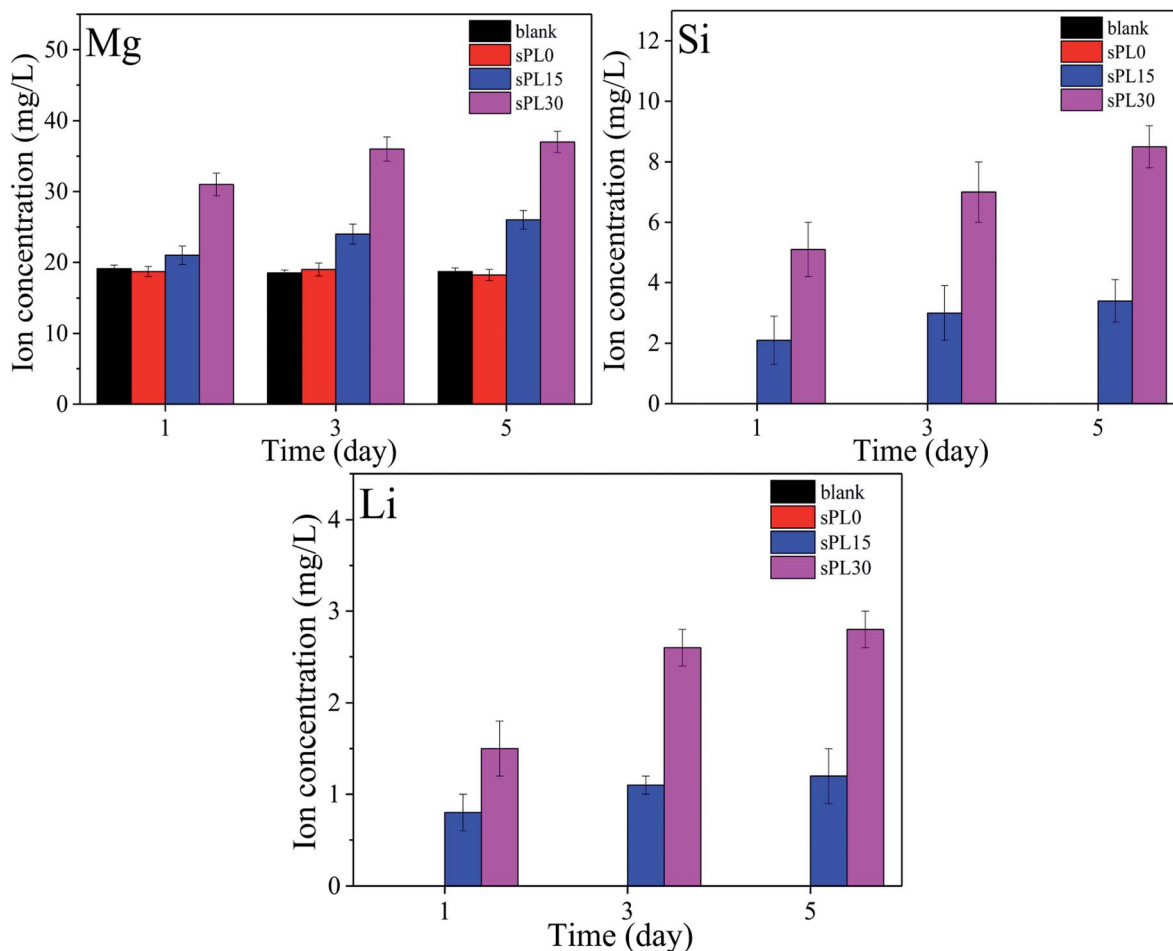 Mg
blank
sPL0
sPL15
sPL30
50
40
30
20
10
0
Ion concentration (mg/L)
1
3
5
Time (day)
Si
blank
sPL0
sPL15
sPL30
12
10
8
6
4
2
0
Ion concentration (mg/L)
1
3
5
Time (day)
Li
blank
sPL0
sPL15
sPL30
4
3
2
1
0
Ion concentration (mg/L)
1
3
5
Time (day)